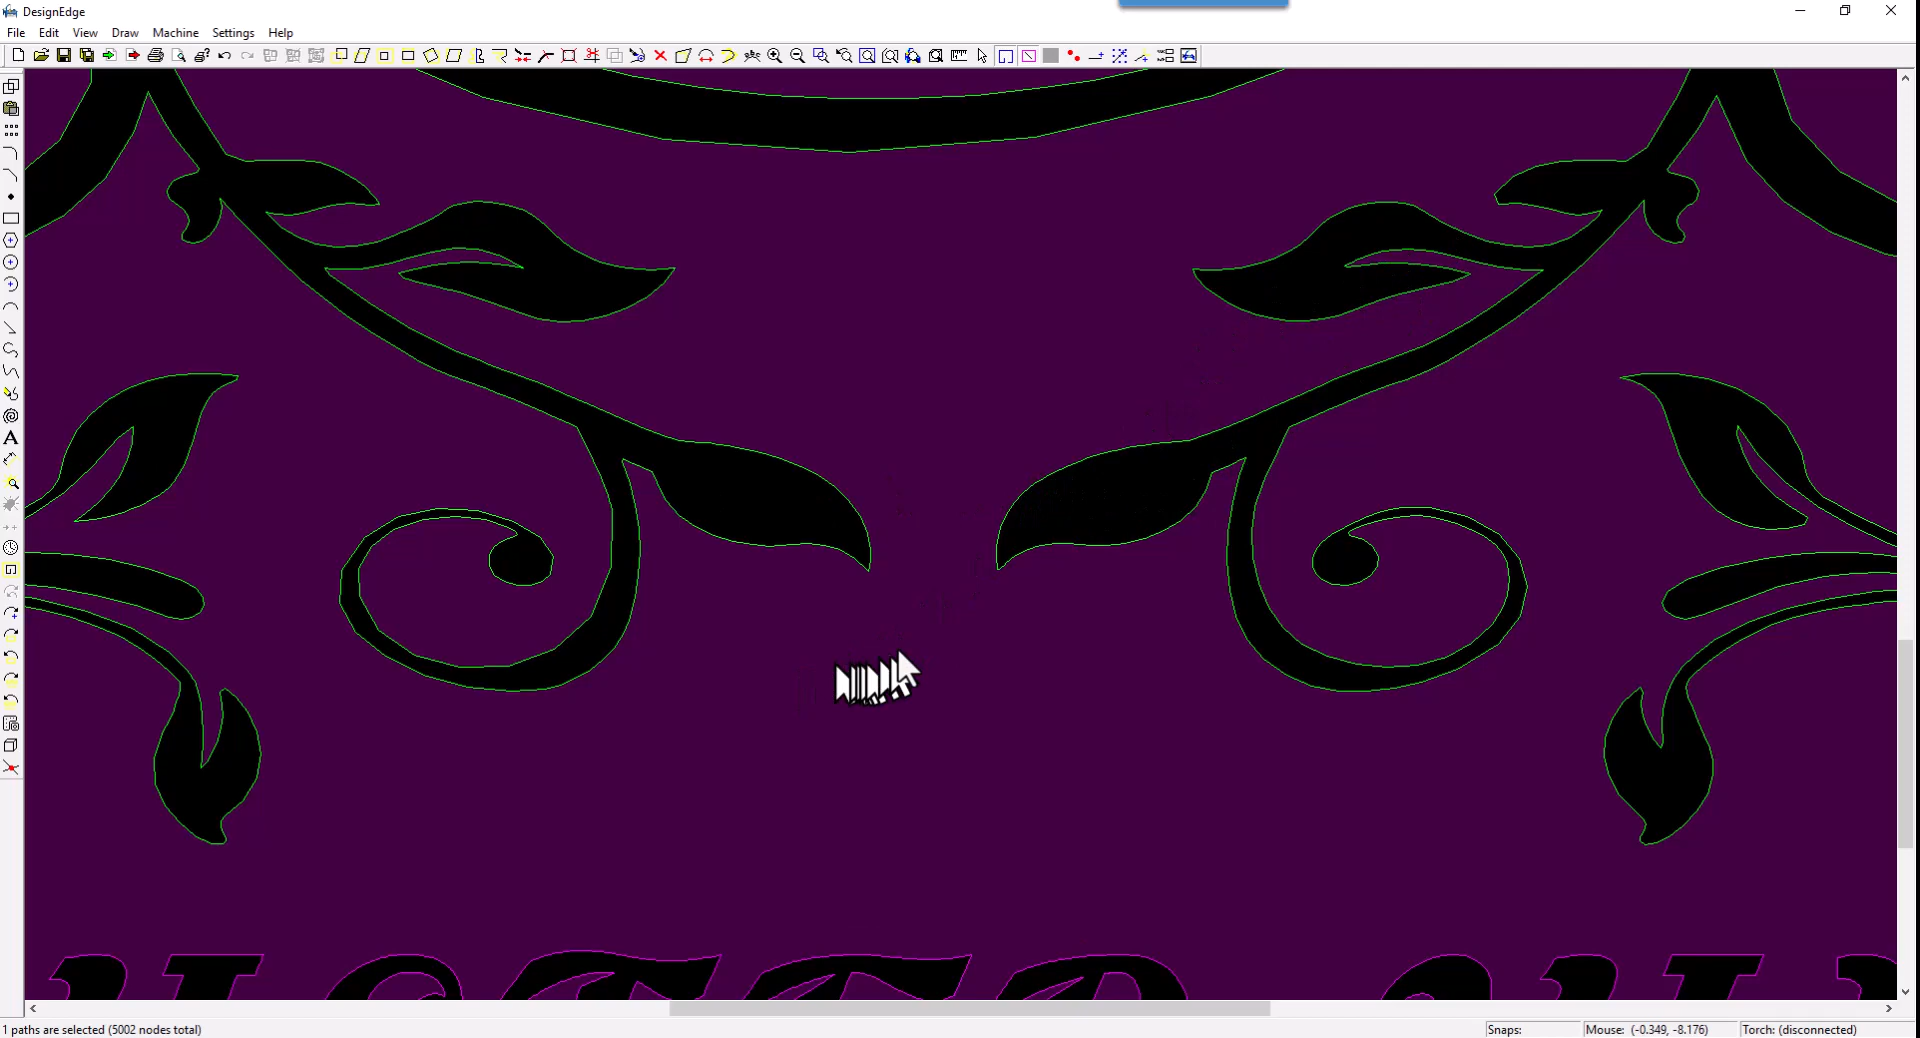 DesignEdge
File Edit View Draw Machine Settings Help
abc
A
1 paths are selected (5002 nodes total)
Snaps:
Mouse: (-0.349, -8.176)
Torch: (disconnected)